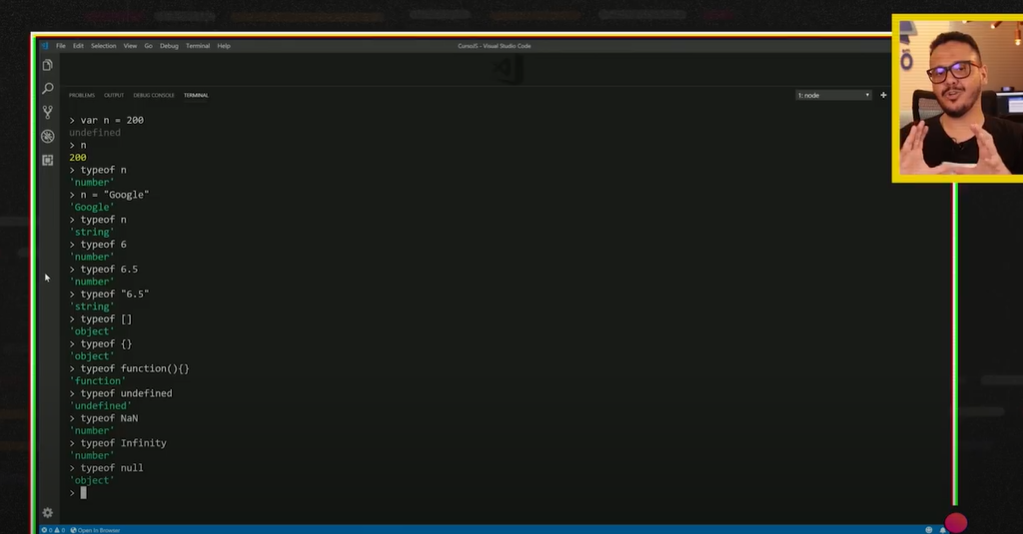 File Edit Selection View Go Debug Terminal Help
CursoJS - Visual Studio Code
PROBLEMS OUTPUT DEBUG CONSOLE TERMINAL
1: node
> var n = 200
undefined
> n
200
> typeof n
'number'
> n = "Google"
'Google'
> typeof n
'string'
> typeof 6
'number'
> typeof 6.5
'number'
> typeof "6.5"
'string'
> typeof []
'object'
> typeof {}
'object'
> typeof function(){}
'function'
> typeof undefined
'undefined'
> typeof NaN
'number'
> typeof Infinity
'number'
> typeof null
'object'
>
0 0 Open In Browser